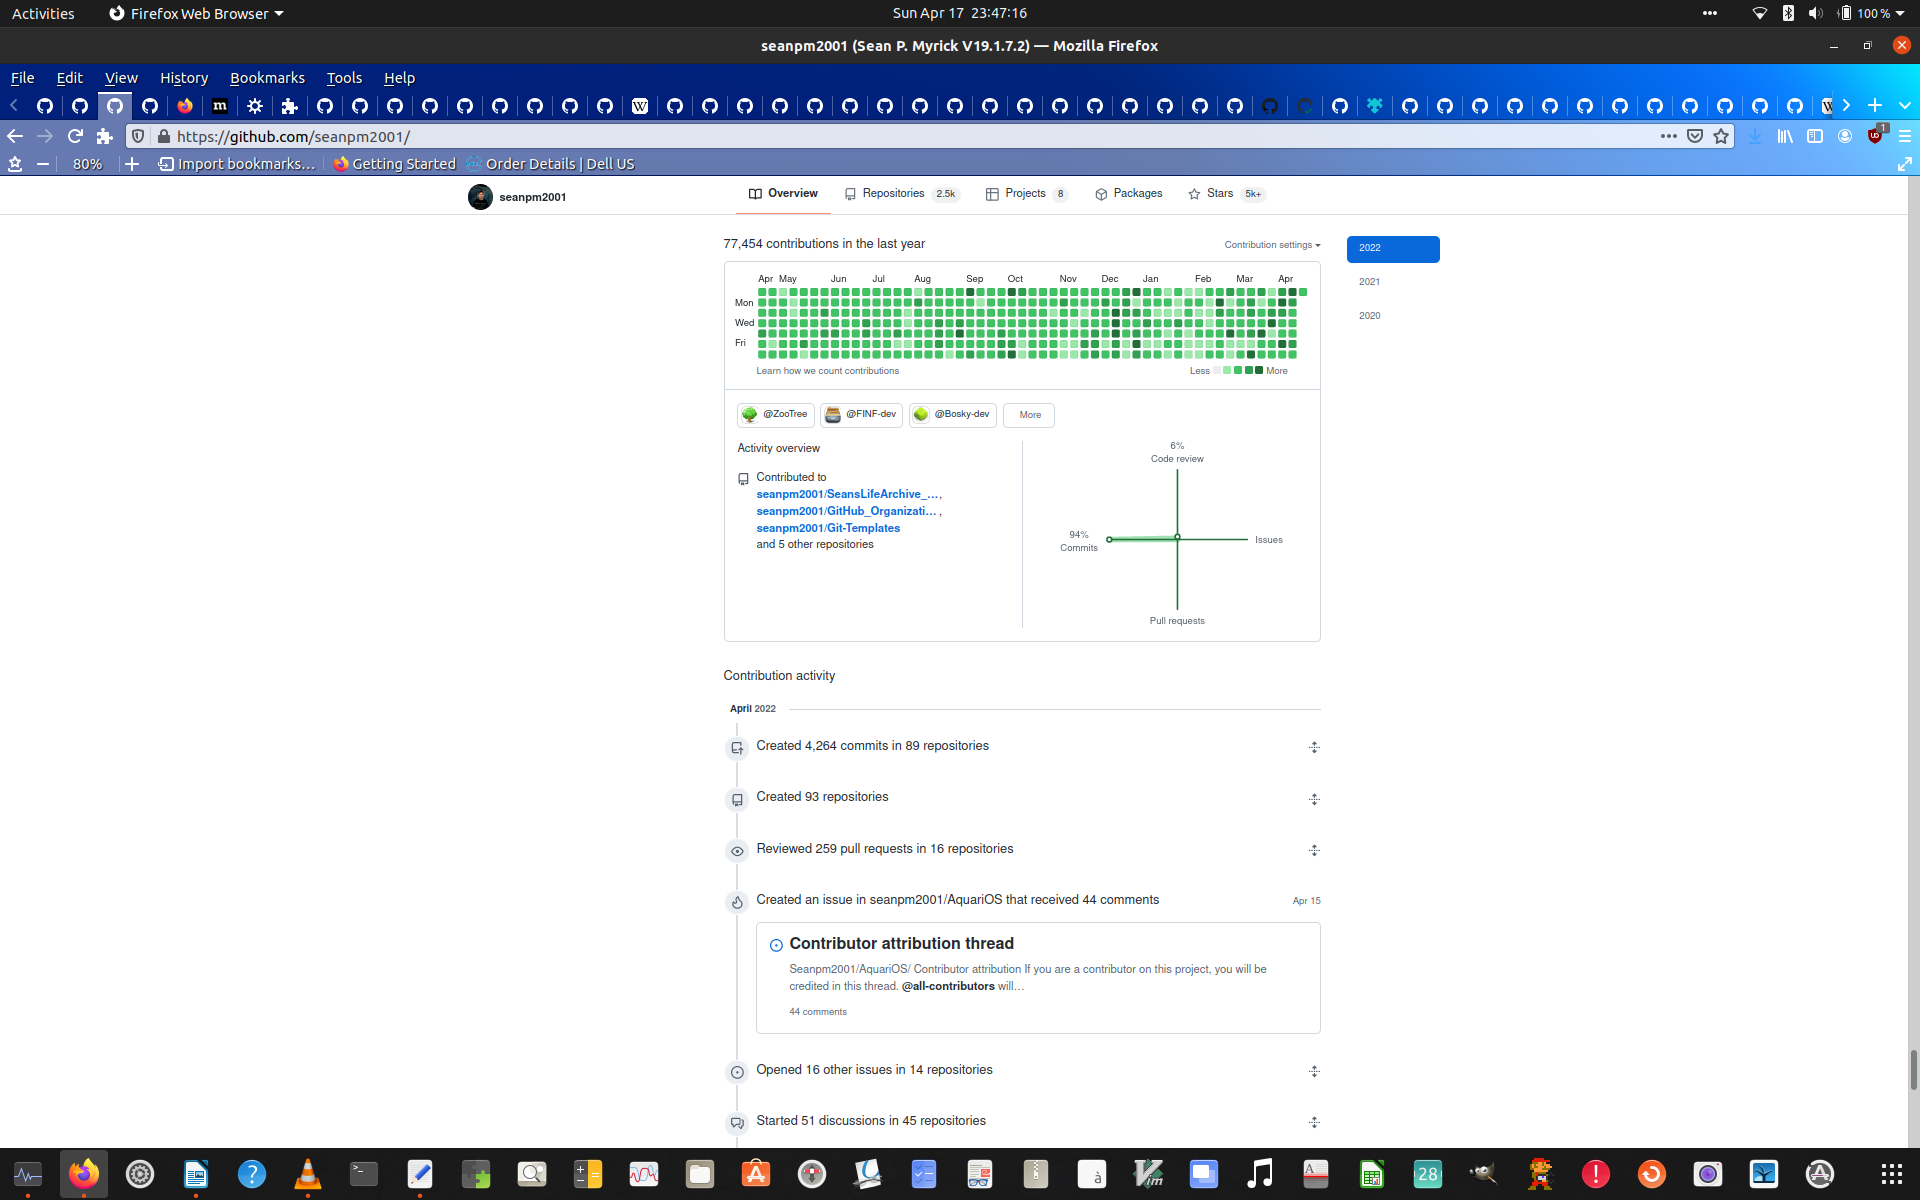 Activities
Firefox Web Browser
Sun Apr 17 23:47:16
100 %
seanpm2001 (Sean P. Myrick V19.1.7.2) — Mozilla Firefox
File Edit View History Bookmarks Tools Help
https://github.com/seanpm2001/
1
80%
Import bookmarks...
Getting Started
Order Details | Dell US
seanpm2001
Overview
Repositories 2.5k
Projects 8
Packages
Stars 5k+
77,454 contributions in the last year
Contribution settings
2022
2021
2020
Apr May Jun Jul Aug Sep Oct Nov Dec Jan Feb Mar Apr
Mon
Wed
Fri
Learn how we count contributions
Less More
@ZooTree
@FINF-dev
@Bosky-dev
More
Activity overview
Contributed to
seanpm2001/SeansLifeArchive_...,
seanpm2001/GitHub_Organizati... ,
seanpm2001/Git-Templates
and 5 other repositories
6%
Code review
94%
Commits
Issues
Pull requests
Contribution activity
April 2022
Created 4,264 commits in 89 repositories
Created 93 repositories
Reviewed 259 pull requests in 16 repositories
Created an issue in seanpm2001/AquariOS that received 44 comments
Apr 15
Contributor attribution thread
Seanpm2001/AquariOS/ Contributor attribution If you are a contributor on this project, you will be
credited in this thread. @all-contributors will...
44 comments
Opened 16 other issues in 14 repositories
Started 51 discussions in 45 repositories
28